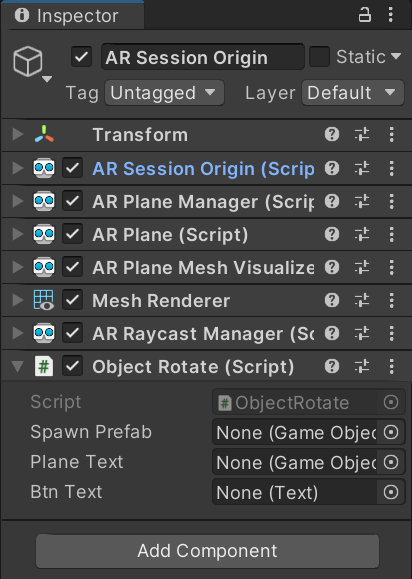 Inspector
AR Session Origin Static
Tag Untagged Layer Default
Transform
AR Session Origin (Scrip
AR Plane Manager (Scrip
AR Plane (Script)
AR Plane Mesh Visualize
Mesh Renderer
AR Raycast Manager (Sc
Object Rotate (Script)
Script ObjectRotate
Spawn Prefab None (Game Objec
Plane Text None (Game Objec
Btn Text None (Text)
Add Component